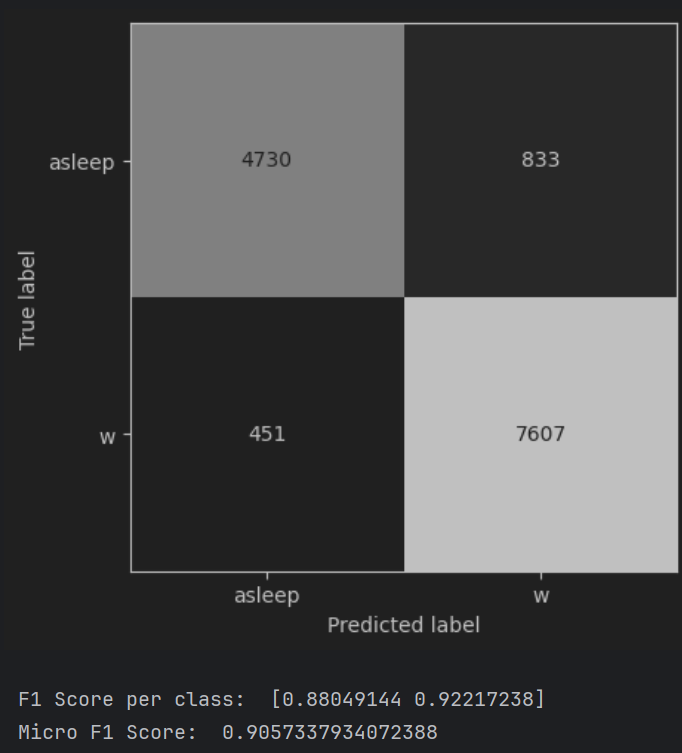 asleep
4730
833
True label
w
451
7607
asleep
w
Predicted label
F1 Score per class:  [0.88049144 0.92217238]
Micro F1 Score:  0.9057337934072388